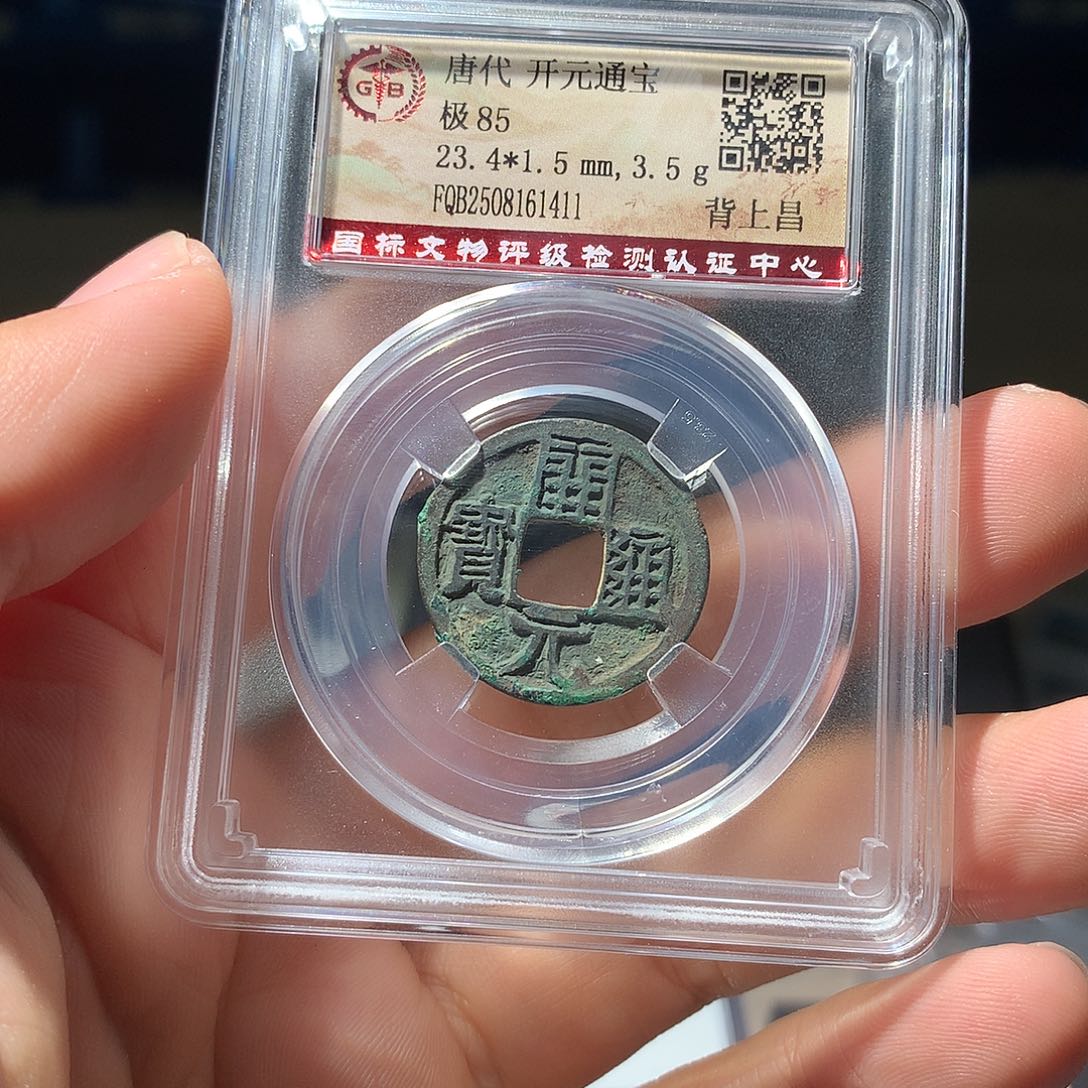 GB
唐代 开元通宝
极85
23.4*1.5 mm, 3.5 g
FQB2508161411
背上昌
国标文物评级检测认证中心
開元通寶